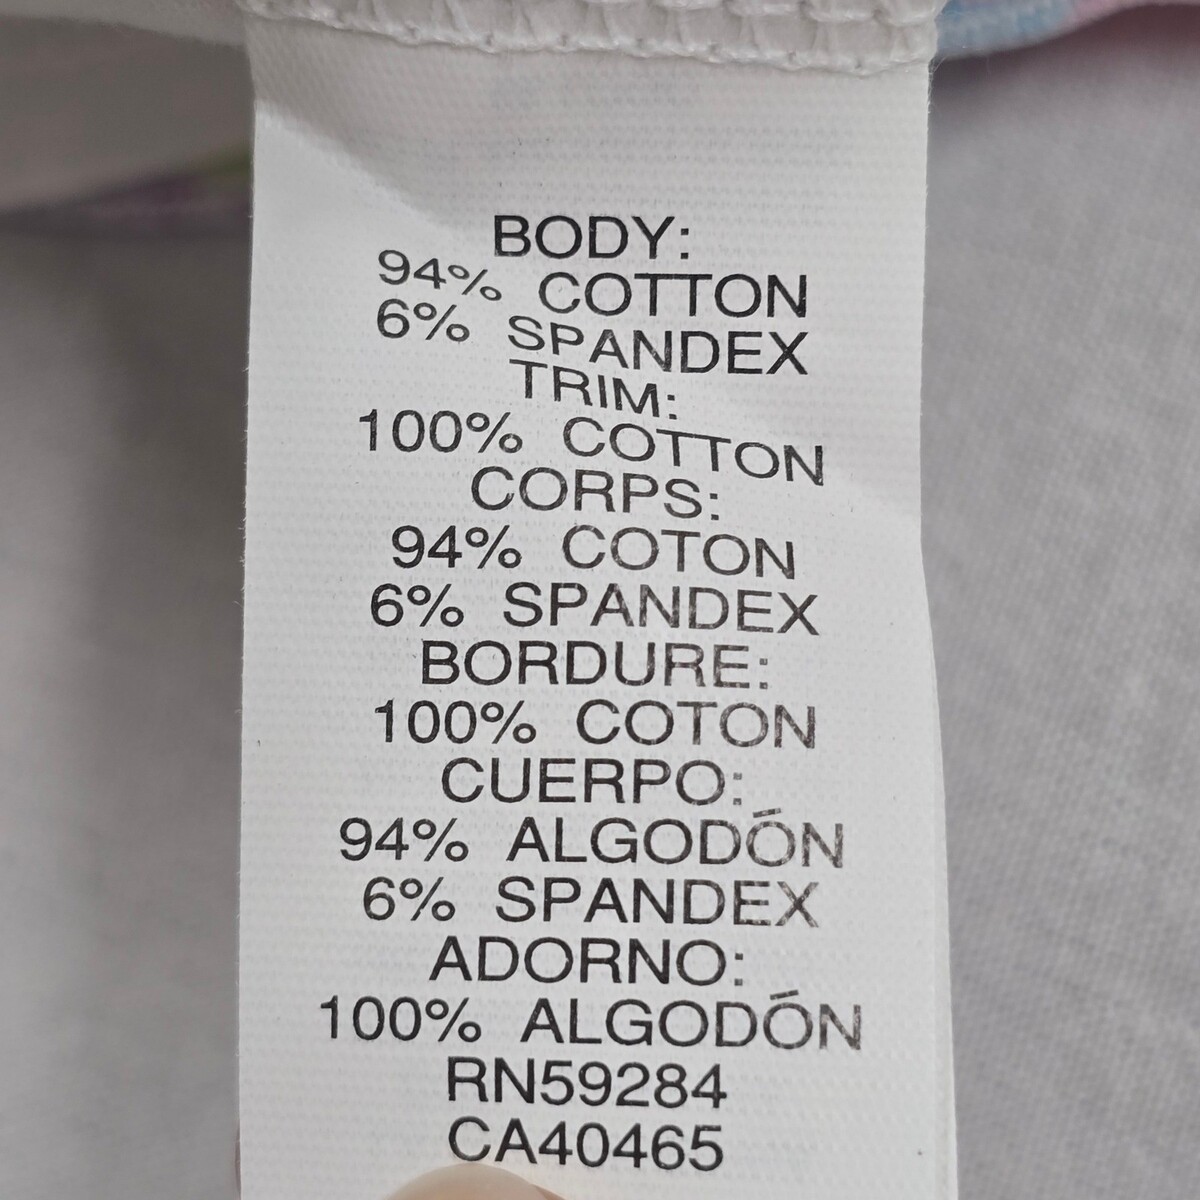 BODY:
94% COTTON
6% SPANDEX
TRIM:
100% COTTON
CORPS:
94% COTON
6% SPANDEX
BORDURE:
100% COTON
CUERPO:
94% ALGODÓN
6% SPANDEX
ADORNO:
100% ALGODÓN
RN59284
CA40465